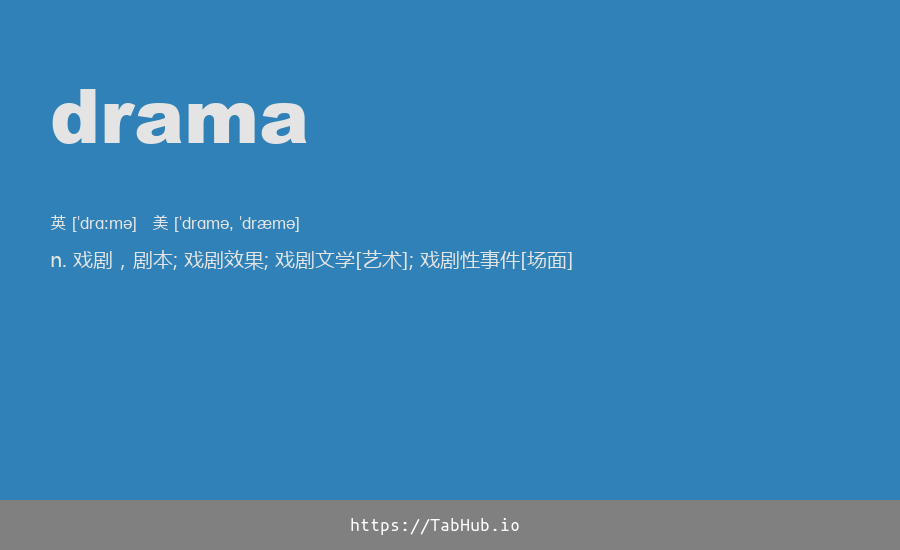 drama
英 [ˈdrɑːmə] 美 [ˈdrɑmə, ˈdræmə]
n. 戏剧，剧本; 戏剧效果; 戏剧文学[艺术]; 戏剧性事件[场面]
https://TabHub.io